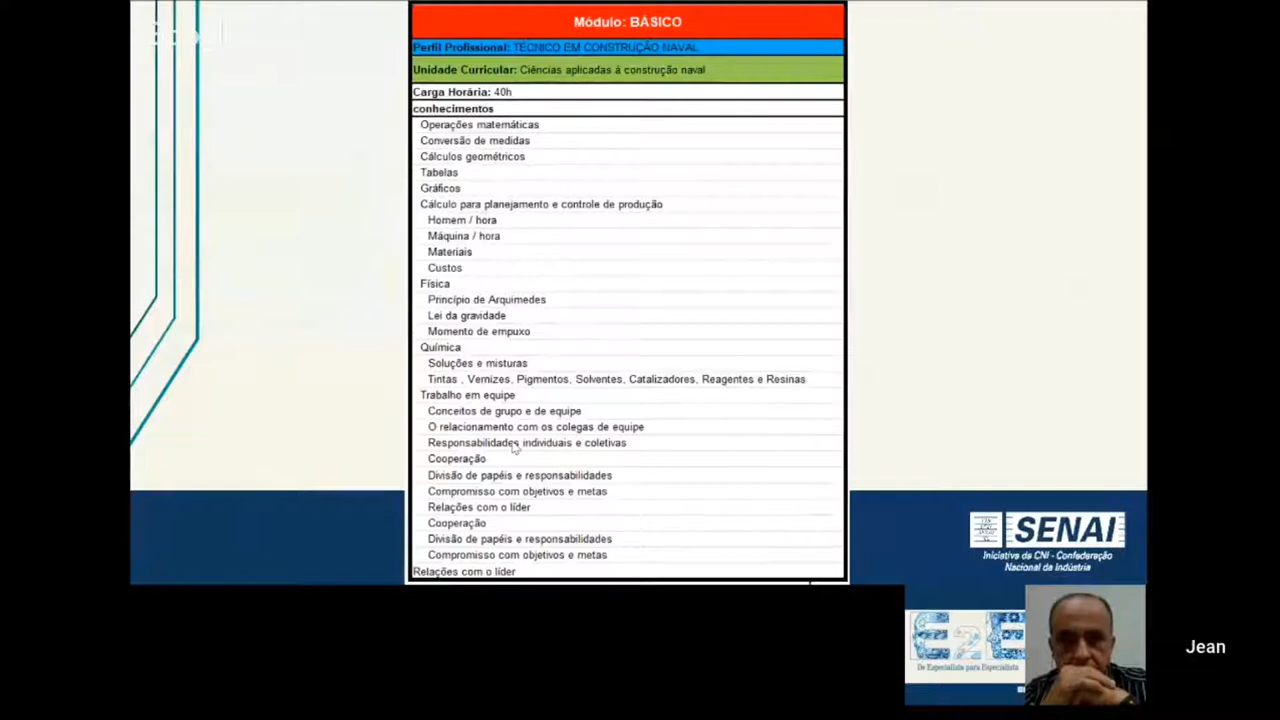 Módulo: BÁSICO
Perfil Profissional: TÉCNICO EM CONSTRUÇÃO NAVAL
Unidade Curricular: Ciências aplicadas à construção naval
Carga Horária: 40h
conhecimentos
Operações matemáticas
Conversão de medidas
Cálculos geométricos
Tabelas
Gráficos
Cálculo para planejamento e controle de produção
Homem / hora
Máquina / hora
Materiais
Custos
Física
Princípio de Arquimedes
Lei da gravidade
Momento de empuxo
Química
Soluções e misturas
Tintas , Vernizes, Pigmentos, Solventes, Catalizadores, Reagentes e Resinas
Trabalho em equipe
Conceitos de grupo e de equipe
O relacionamento com os colegas de equipe
Responsabilidades individuais e coletivas
Cooperação
Divisão de papéis e responsabilidades
Compromisso com objetivos e metas
Relações com o líder
Cooperação
Divisão de papéis e responsabilidades
Compromisso com objetivos e metas
Relações com o líder
SENAI
Iniciativa da CNI - Confederação
Nacional da Indústria
E2E
De Especialista para Especialista
Jean